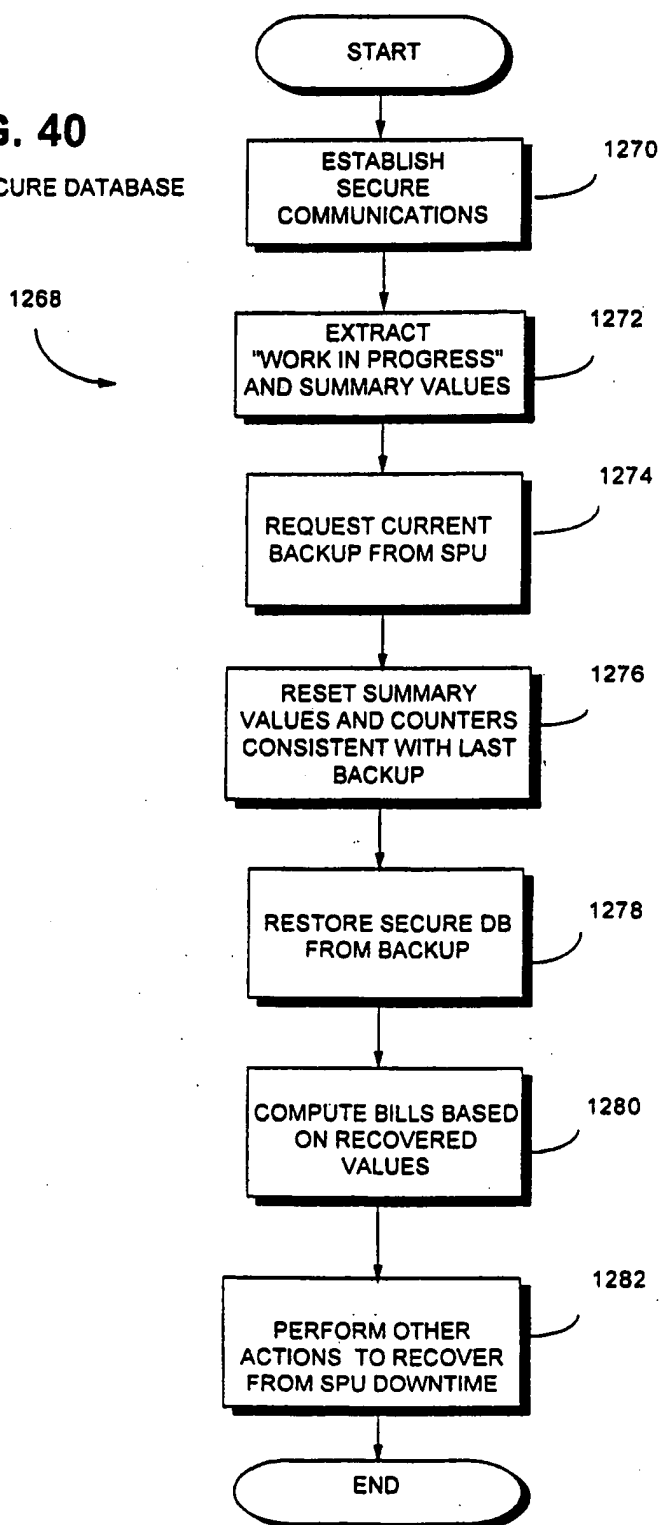 START
G. 40
CURE DATABASE
1268
ESTABLISH
SECURE
COMMUNICATIONS
1270
EXTRACT
"WORK IN PROGRESS"
AND SUMMARY VALUES
1272
REQUEST CURRENT
BACKUP FROM SPU
1274
RESET SUMMARY
VALUES AND COUNTERS
CONSISTENT WITH LAST
BACKUP
1276
RESTORE SECURE DB
FROM BACKUP
1278
COMPUTE BILLS BASED
ON RECOVERED
VALUES
1280
PERFORM OTHER
ACTIONS TO RECOVER
FROM SPU DOWNTIME
1282
END